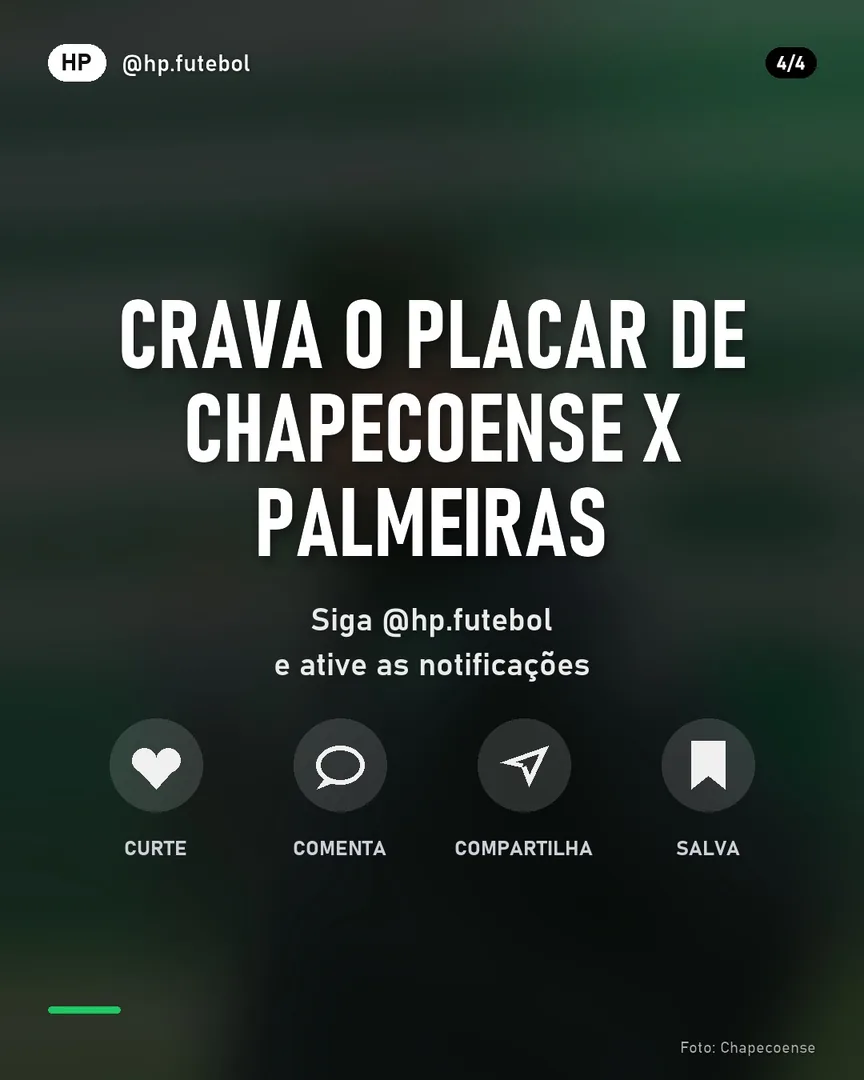 HP @hp.futebol 4/4
CRAVA O PLACAR DE
CHAPECOENSE X
PALMEIRAS
Siga @hp.futebol
e ative as notificações
CURTE COMENTA COMPARTILHA SALVA
Foto: Chapecoense